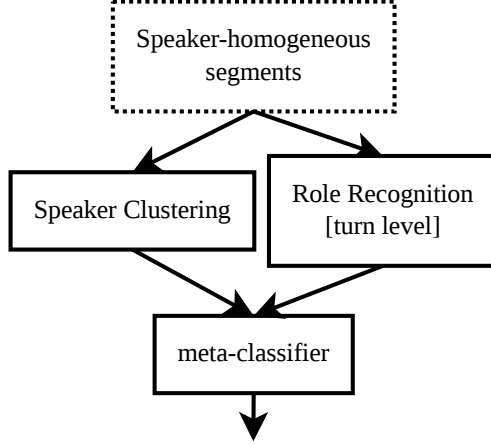 Speaker-homogeneous
segments
Speaker Clustering
Role Recognition
[turn level]
meta-classifier